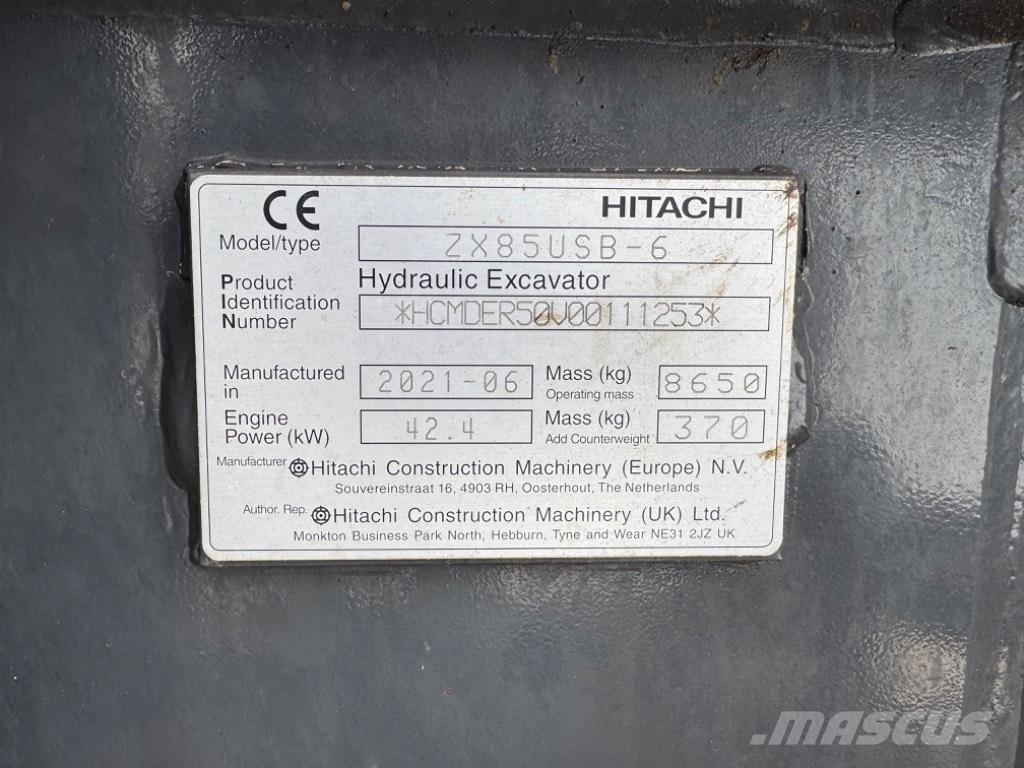 CE HITACHI
Model/type ZX85USB-6
Product Hydraulic Excavator
Identification *HCMDER50V00111253*
Number
Manufactured in 2021-06 Mass (kg) Operating mass 8650
Engine Power (kW) 42.4 Mass (kg) Add Counterweight 370
Manufacturer Hitachi Construction Machinery (Europe) N.V.
Souvereinstraat 16, 4903 RH, Oosterhout, The Netherlands
Author. Rep. Hitachi Construction Machinery (UK) Ltd.
Monkton Business Park North, Hebburn, Tyne and Wear NE31 2JZ UK
MASCUS